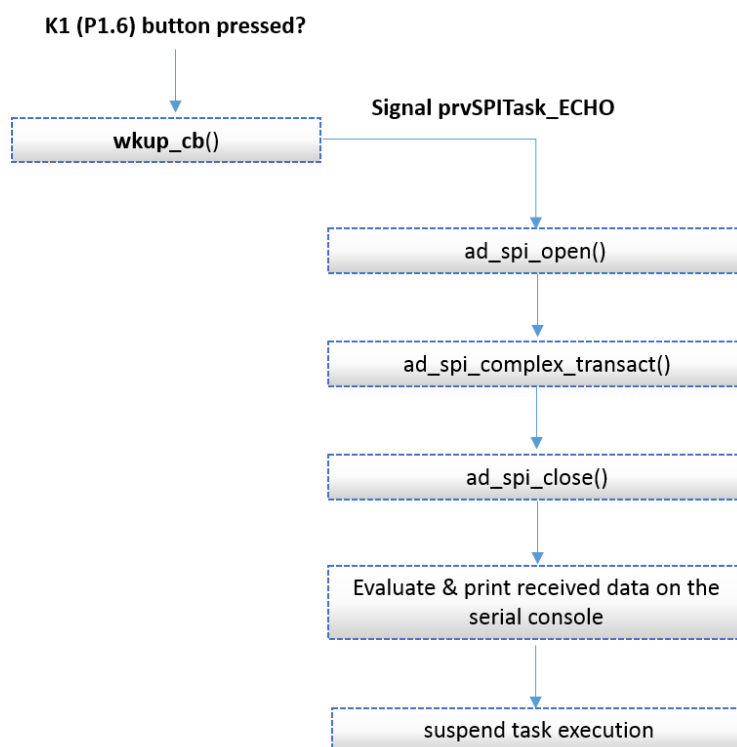 K1 (P1.6) button pressed?
Signal prvSPITask_ECHO
wkup_cb()
ad_spi_open()
ad_spi_complex_transact()
ad_spi_close()
Evaluate & print received data on the
serial console
suspend task execution